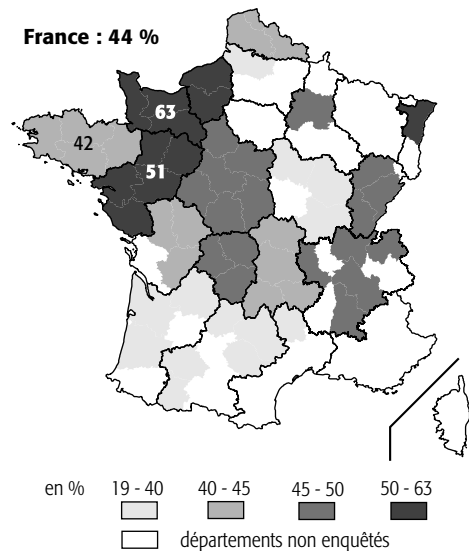 France : 44 %
63
42
51
en % 19 - 40 40 - 45 45 - 50 50 - 63
départements non enquêtés